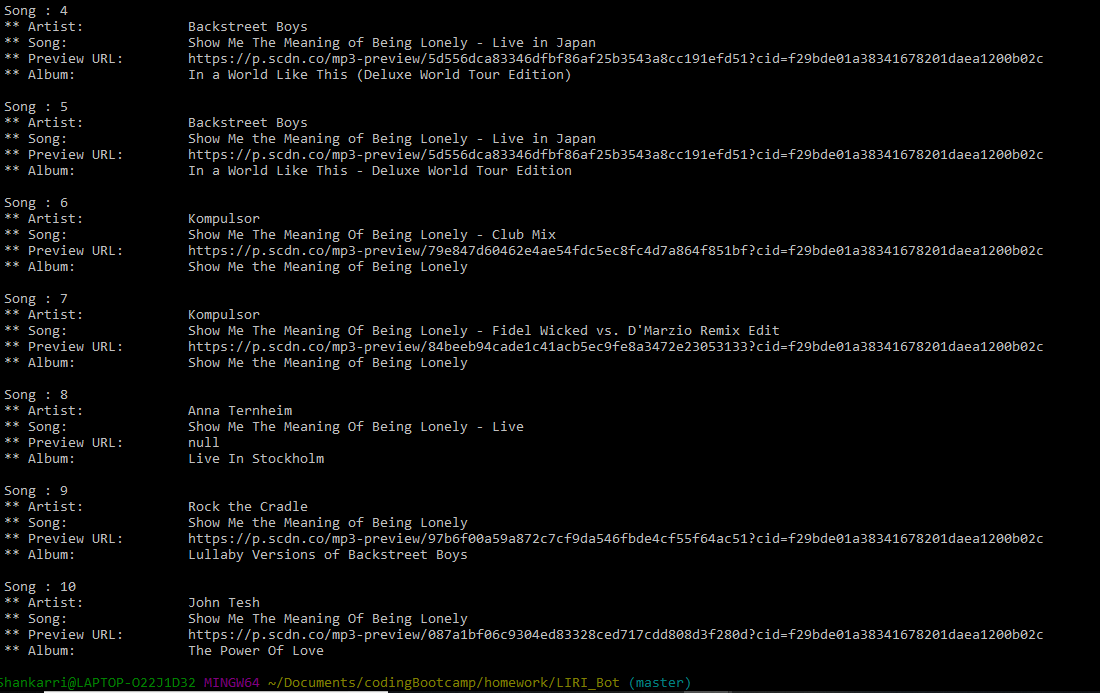 Song : 4
** Artist: Backstreet Boys
** Song: Show Me The Meaning of Being Lonely - Live in Japan
** Preview URL: https://p.scdn.co/mp3-preview/5d556dca83346dfbf86af25b3543a8cc191efd51?cid=f29bde01a38341678201daea1200b02c
** Album: In a World Like This (Deluxe World Tour Edition)
Song : 5
** Artist: Backstreet Boys
** Song: Show Me the Meaning of Being Lonely - Live in Japan
** Preview URL: https://p.scdn.co/mp3-preview/5d556dca83346dfbf86af25b3543a8cc191efd51?cid=f29bde01a38341678201daea1200b02c
** Album: In a World Like This - Deluxe World Tour Edition
Song : 6
** Artist: Kompulsor
** Song: Show Me The Meaning Of Being Lonely - Club Mix
** Preview URL: https://p.scdn.co/mp3-preview/79e847d60462e4ae54fdc5ec8fc4d7a864f851bf?cid=f29bde01a38341678201daea1200b02c
** Album: Show Me the Meaning of Being Lonely
Song : 7
** Artist: Kompulsor
** Song: Show Me The Meaning Of Being Lonely - Fidel Wicked vs. D'Marzio Remix Edit
** Preview URL: https://p.scdn.co/mp3-preview/84beeb94cade1c41acb5ec9fe8a3472e23053133?cid=f29bde01a38341678201daea1200b02c
** Album: Show Me the Meaning of Being Lonely
Song : 8
** Artist: Anna Ternheim
** Song: Show Me The Meaning Of Being Lonely - Live
** Preview URL: null
** Album: Live In Stockholm
Song : 9
** Artist: Rock the Cradle
** Song: Show Me the Meaning of Being Lonely
** Preview URL: https://p.scdn.co/mp3-preview/97b6f00a59a872c7cf9da546fbde4cf55f64ac51?cid=f29bde01a38341678201daea1200b02c
** Album: Lullaby Versions of Backstreet Boys
Song : 10
** Artist: John Tesh
** Song: Show Me The Meaning Of Being Lonely
** Preview URL: https://p.scdn.co/mp3-preview/087a1bf06c9304ed83328ced717cdd808d3f280d?cid=f29bde01a38341678201daea1200b02c
** Album: The Power Of Love
Shankarri@LAPTOP-O22J1D32 MINGW64 ~/Documents/codingBootcamp/homework/LIRI_Bot (master)